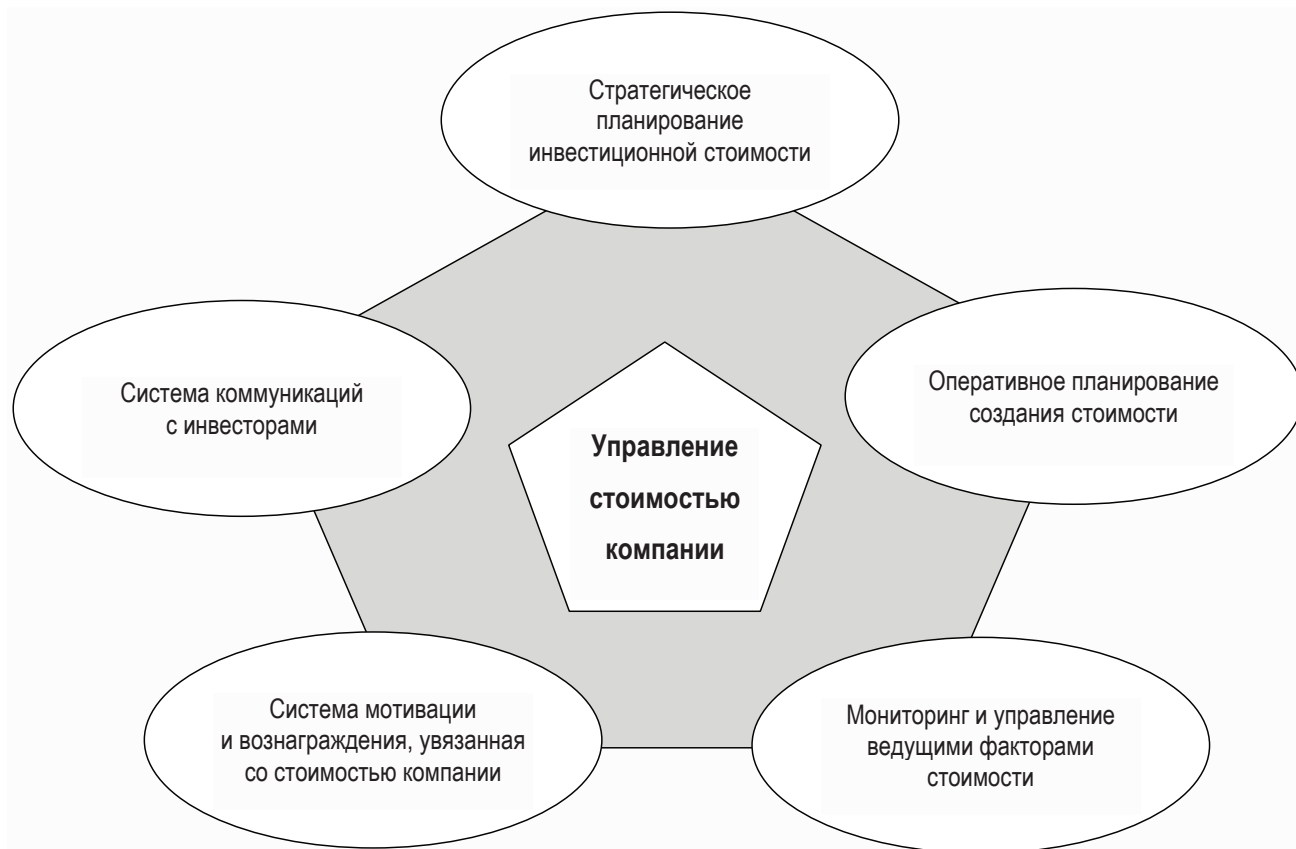 Стратегическое
планирование
инвестиционной стоимости
Система коммуникаций
с инвесторами
Оперативное планирование
создания стоимости
Управление
стоимостью
компании
Система мотивации
и вознаграждения, увязанная
со стоимостью компании
Мониторинг и управление
ведущими факторами
стоимости